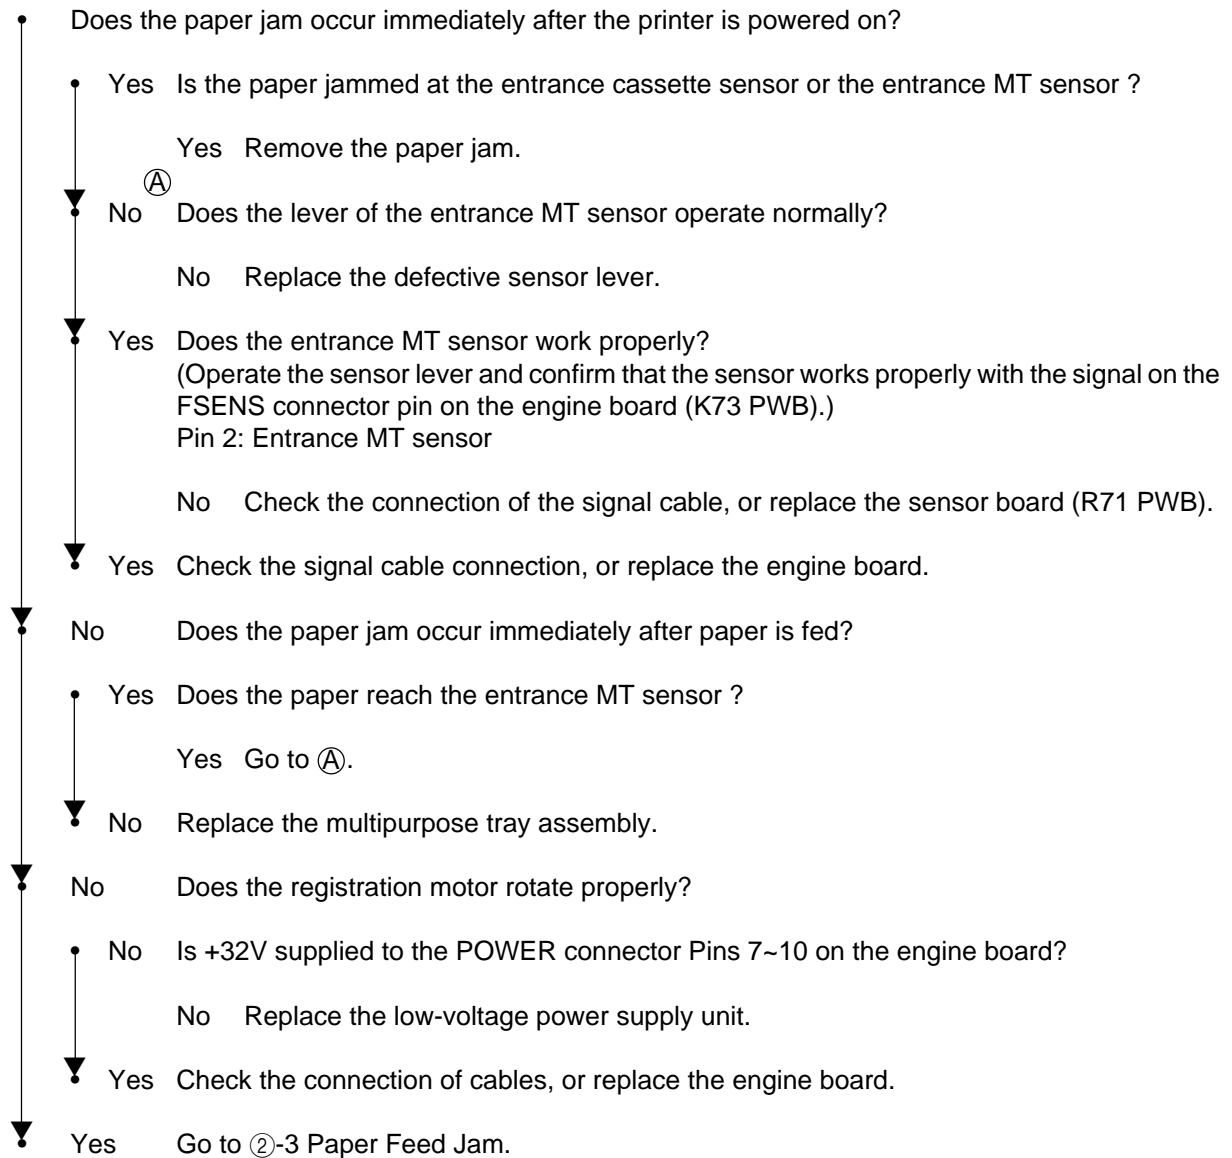 Does the paper jam occur immediately after the printer is powered on?
Yes Is the paper jammed at the entrance cassette sensor or the entrance MT sensor ?
Yes Remove the paper jam.
Ⓐ
No Does the lever of the entrance MT sensor operate normally?
No Replace the defective sensor lever.
Yes Does the entrance MT sensor work properly?
(Operate the sensor lever and confirm that the sensor works properly with the signal on the
FSENS connector pin on the engine board (K73 PWB).)
Pin 2: Entrance MT sensor
No Check the connection of the signal cable, or replace the sensor board (R71 PWB).
Yes Check the signal cable connection, or replace the engine board.
No Does the paper jam occur immediately after paper is fed?
Yes Does the paper reach the entrance MT sensor ?
Yes Go to Ⓐ.
No Replace the multipurpose tray assembly.
No Does the registration motor rotate properly?
No Is +32V supplied to the POWER connector Pins 7~10 on the engine board?
No Replace the low-voltage power supply unit.
Yes Check the connection of cables, or replace the engine board.
Yes Go to ②-3 Paper Feed Jam.